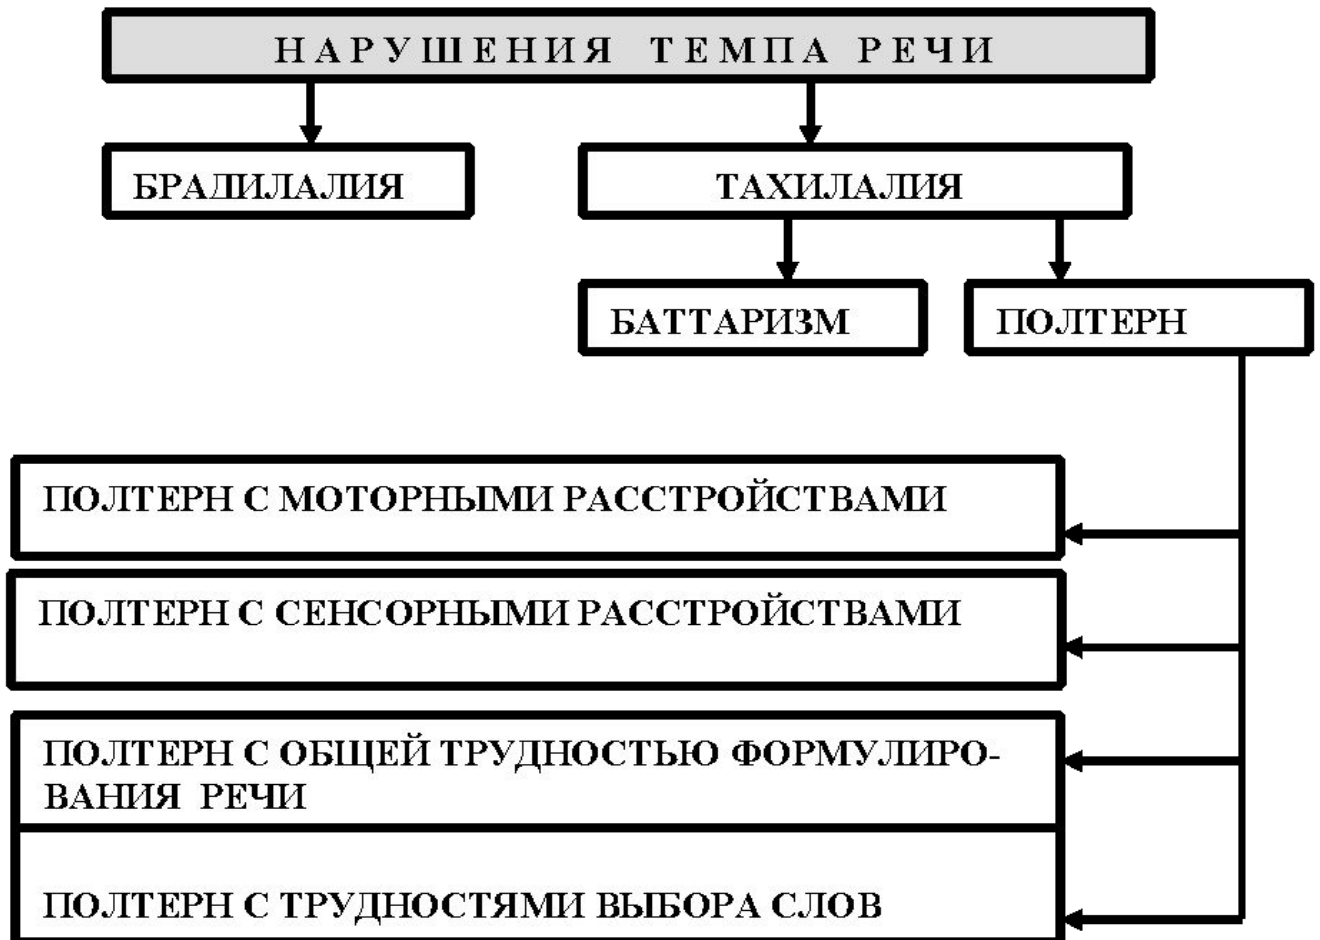 НАРУШЕНИЯ ТЕМПА РЕЧИ
БРАДИЛАЛИЯ
ТАХИЛАЛИЯ
БАТТАРИЗМ
ПОЛТЕРН
ПОЛТЕРН С МОТОРНЫМИ РАССТРОЙСТВАМИ
ПОЛТЕРН С СЕНСОРНЫМИ РАССТРОЙСТВАМИ
ПОЛТЕРН С ОБЩЕЙ ТРУДНОСТЬЮ ФОРМУЛИРО-
ВАНИЯ РЕЧИ
ПОЛТЕРН С ТРУДНОСТЯМИ ВЫБОРА СЛОВ